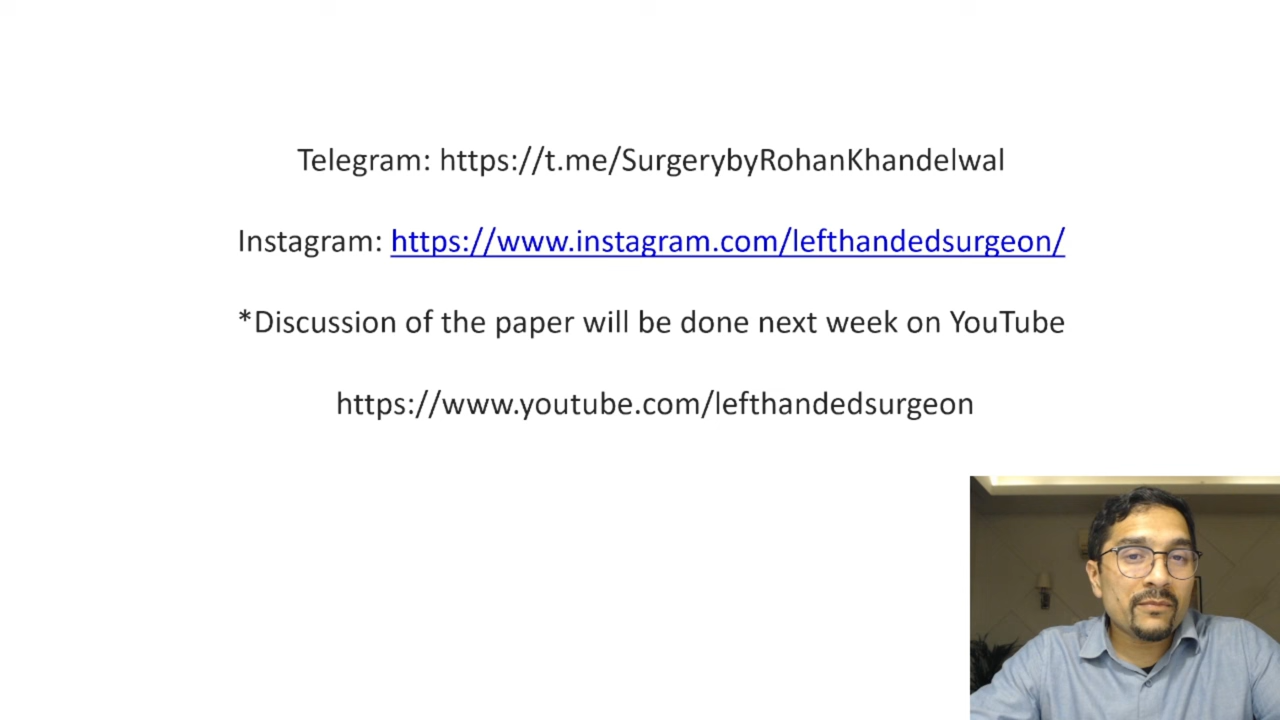 Telegram: https://t.me/SurgerybyRohanKhandelwal
Instagram: https://www.instagram.com/lefthandedsurgeon/
*Discussion of the paper will be done next week on YouTube
https://www.youtube.com/lefthandedsurgeon